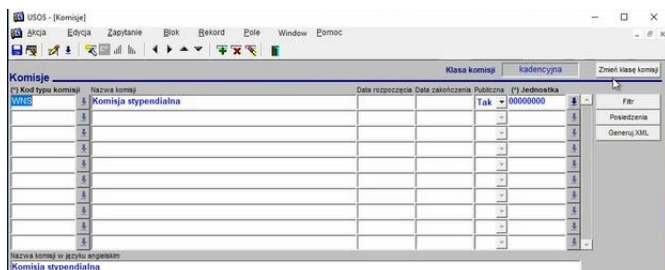 USOS - [Komisje]
Akcja Edycja Zapytanie Blok Rekord Pole Window Pomoc
Klasa komisji kadencyjna Zmień klasę komisji
Komisje
(*) Kod typu komisji Nazwa komisji Data rozpoczęcia Data zakończenia Publiczna (*) Jednostka
WNS Komisja stypendialna Tak 00000000 Filtr
Posiedzenia
Generuj XML
Nazwa komisji w języku angielskim
Komisja stypendialna